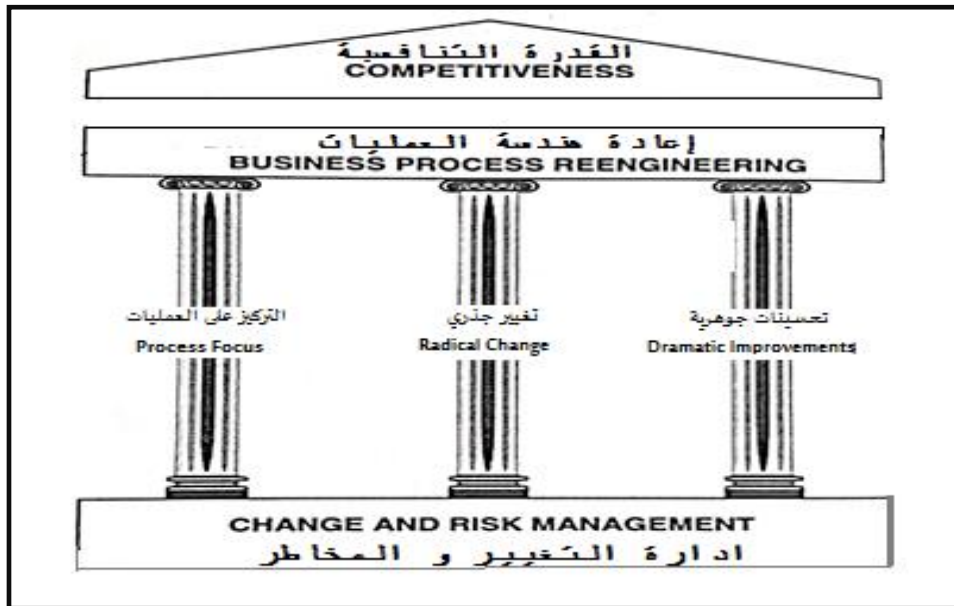 القدرة التنافسية
COMPETITIVENESS
إعادة هندسة العمليات
BUSINESS PROCESS REENGINEERING
التركيز على العمليات
Process Focus
تغيير جذري
Radical Change
تحسينات جوهرية
Dramatic Improvements
CHANGE AND RISK MANAGEMENT
ادارة التغيير و المخاطر